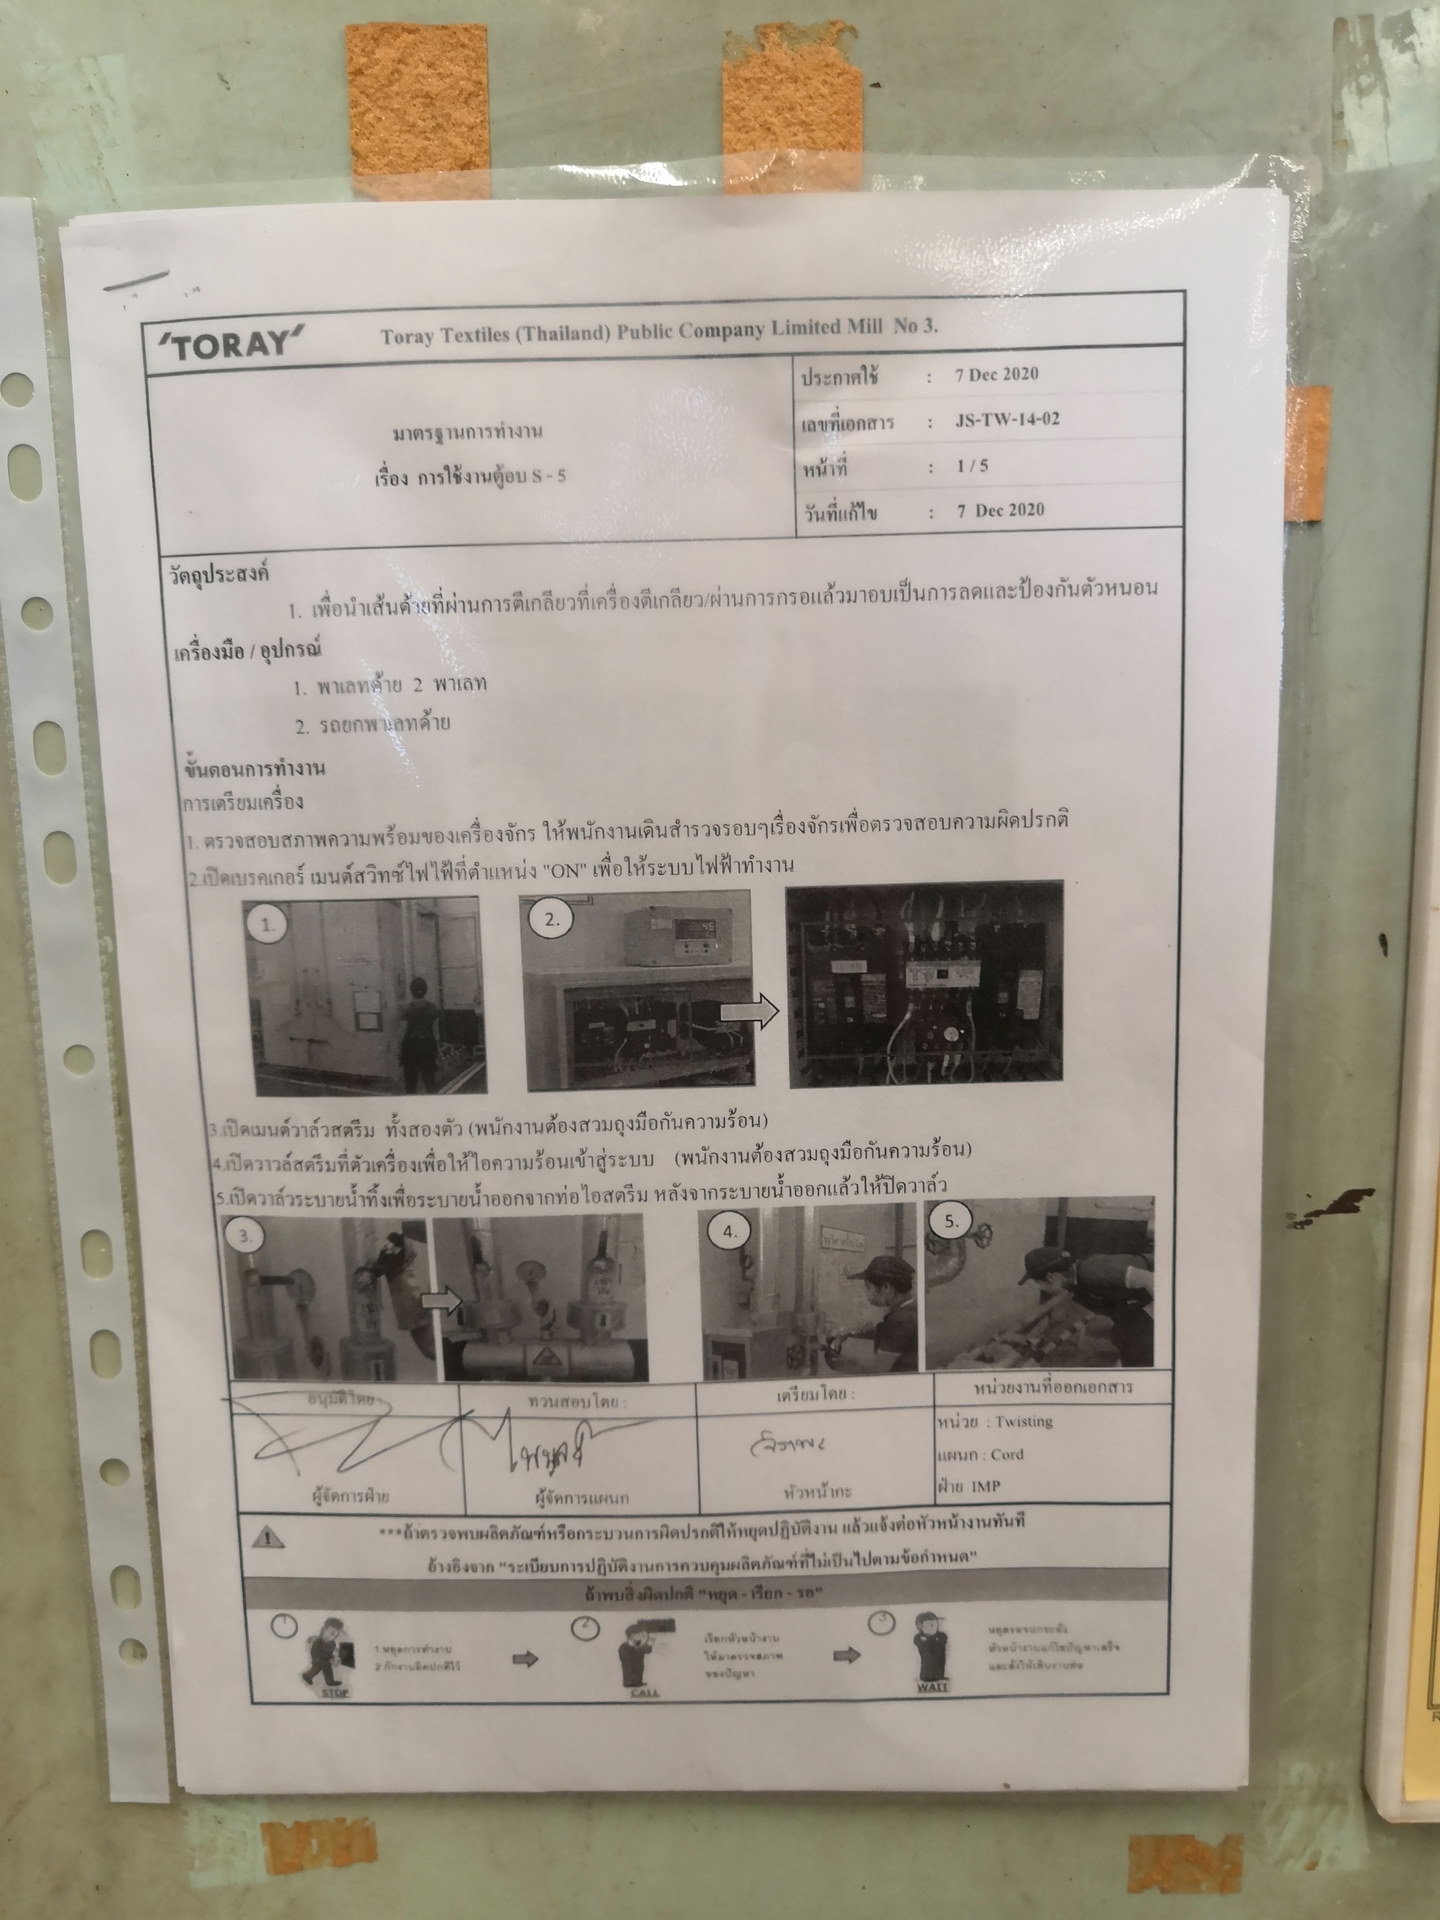 'TORAY'
Toray Textiles (Thailand) Public Company Limited Mill No 3.
มาตรฐานการทำงาน
เรื่อง การใช้งานตู้อบ S - 5
ประกาศใช้ : 7 Dec 2020
เลขที่เอกสาร : JS-TW-14-02
หน้าที่ : 1 / 5
วันที่แก้ไข : 7 Dec 2020
วัตถุประสงค์
1. เพื่อนำเส้นด้ายที่ผ่านการตีเกลียวที่เครื่องตีเกลียว/ผ่านการกรอแล้วมาอบเป็นการลดและป้องกันตัวหนอน
เครื่องมือ / อุปกรณ์
1. พาเลทด้าย 2 พาเลท
2. รถยกพาเลทด้าย
ขั้นตอนการทำงาน
การเตรียมเครื่อง
1. ตรวจสอบสภาพความพร้อมของเครื่องจักร ให้พนักงานเดินสำรวจรอบๆเรื่องจักรเพื่อตรวจสอบความผิดปรกติ
2.เปิดเบรคเกอร์ เมนต์สวิทซ์ไฟไฟ้ที่ตำแหน่ง "ON" เพื่อให้ระบบไฟฟ้าทำงาน
1.
2.
3.เปิดเมนต์วาล์วสตรีม ทั้งสองตัว (พนักงานต้องสวมถุงมือกันความร้อน)
4.เปิดวาวล์สตรีมที่ตัวเครื่องเพื่อให้ไอความร้อนเข้าสู่ระบบ (พนักงานต้องสวมถุงมือกันความร้อน)
5.เปิดวาล์วระบายน้ำทิ้งเพื่อระบายน้ำออกจากท่อไอสตรีม หลังจากระบายน้ำออกแล้วให้ปิดวาล์ว
3.
4.
5.
อนุมัติโดย
ทวนสอบโดย :
เตรียมโดย :
หน่วยงานที่ออกเอกสาร
ไพบูลย์
จิราพร
หน่วย : Twisting
แผนก : Cord
ฝ่าย IMP
ผู้จัดการฝ่าย
ผู้จัดการแผนก
หัวหน้ากะ
***ถ้าตรวจพบผลิตภัณฑ์หรือกระบวนการผิดปรกติให้หยุดปฏิบัติงาน แล้วแจ้งต่อหัวหน้างานทันที
อ้างอิงจาก "ระเบียบการปฏิบัติงานการควบคุมผลิตภัณฑ์ที่ไม่เป็นไปตามข้อกำหนด"
ถ้าพบสิ่งผิดปกติ "หยุด - เรียก - รอ"
1
1 หยุดการทำงาน
2 กักงานผิดปกติไว้
STOP
2
เรียกหัวหน้างาน
ให้มาตรวจสภาพ
ของปัญหา
CALL
3
หยุดรอจนกระทั่ง
หัวหน้างานแก้ไขปัญหาเสร็จ
และสั่งให้เดินงานต่อ
WAIT